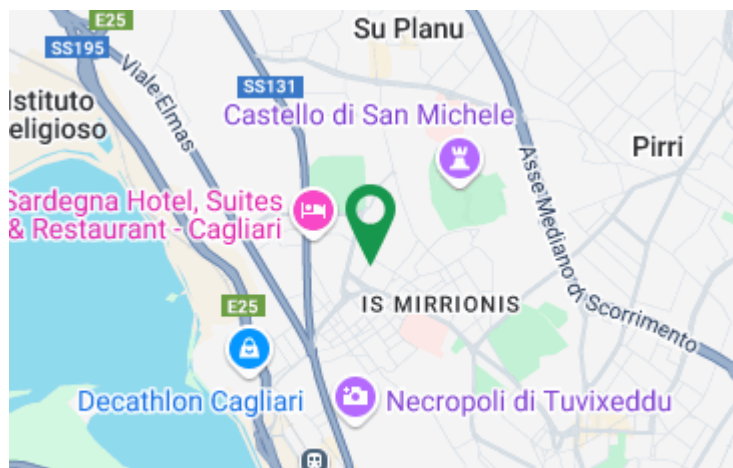 E25
SS195
Su Planu
Viale Elmas
SS131
Istituto
eligioso
Castello di San Michele
Pirri
Asse Mediano di Scorrimento
Sardegna Hotel, Suites
& Restaurant - Cagliari
E25
IS MIRRIONIS
Decathlon Cagliari
Necropoli di Tuvixeddu